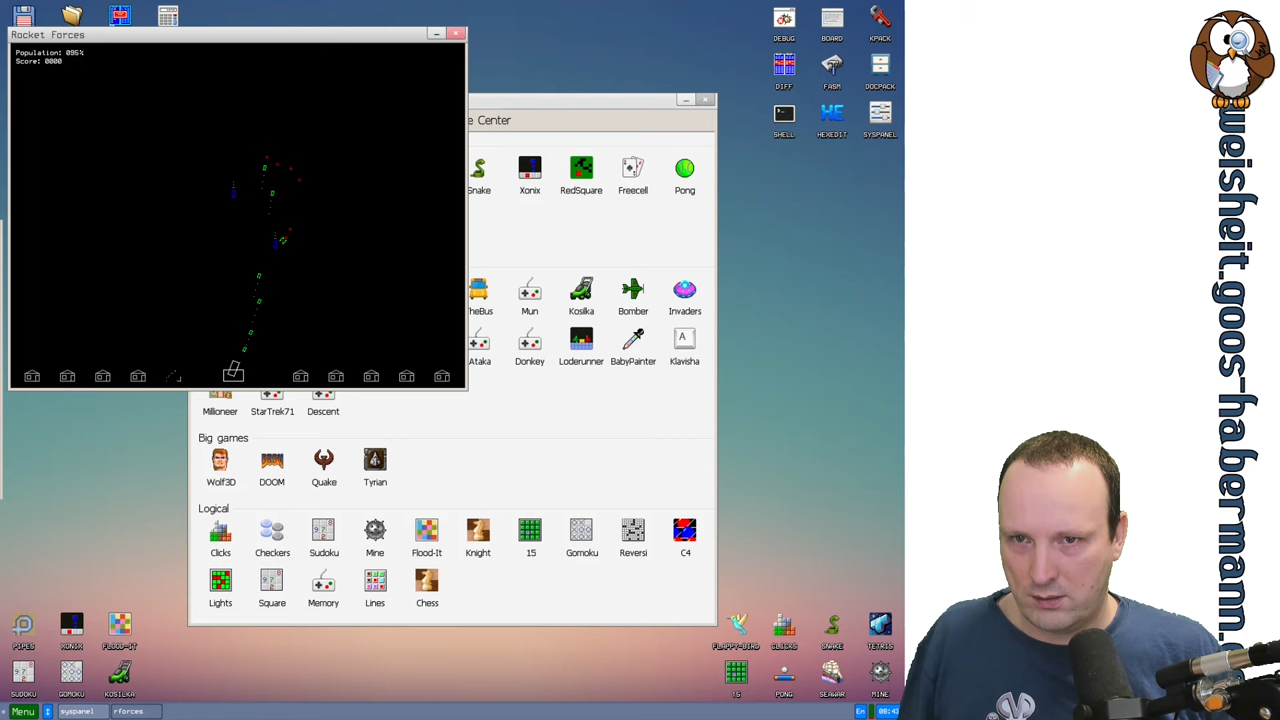 Rocket Forces
Population: 095%
Score: 0000
e Center
Snake
Xonix
RedSquare
Freecell
Pong
heBus
Mun
Kosilka
Bomber
Invaders
Ataka
Donkey
Loderunner
BabyPainter
Klavisha
Millioneer
StarTrek71
Descent
Big games
Wolf3D
DOOM
Quake
Tyrian
Logical
Clicks
Checkers
Sudoku
Mine
Flood-It
Knight
15
Gomoku
Reversi
C4
Lights
Square
Memory
Lines
Chess
DEBUG
BOARD
KPACK
DIFF
FASM
DOCPACK
SHELL
HEXEDIT
SYSPANEL
PIPES
XONIX
FLOOD-IT
SUDOKU
GOMOKU
KOSILKA
FLAPPY-BIRD
CLICKS
SNAKE
TETRIS
15
PONG
SEAWAR
MINE
Menu
syspanel
rforces
En
weisheit.goos-habermann.